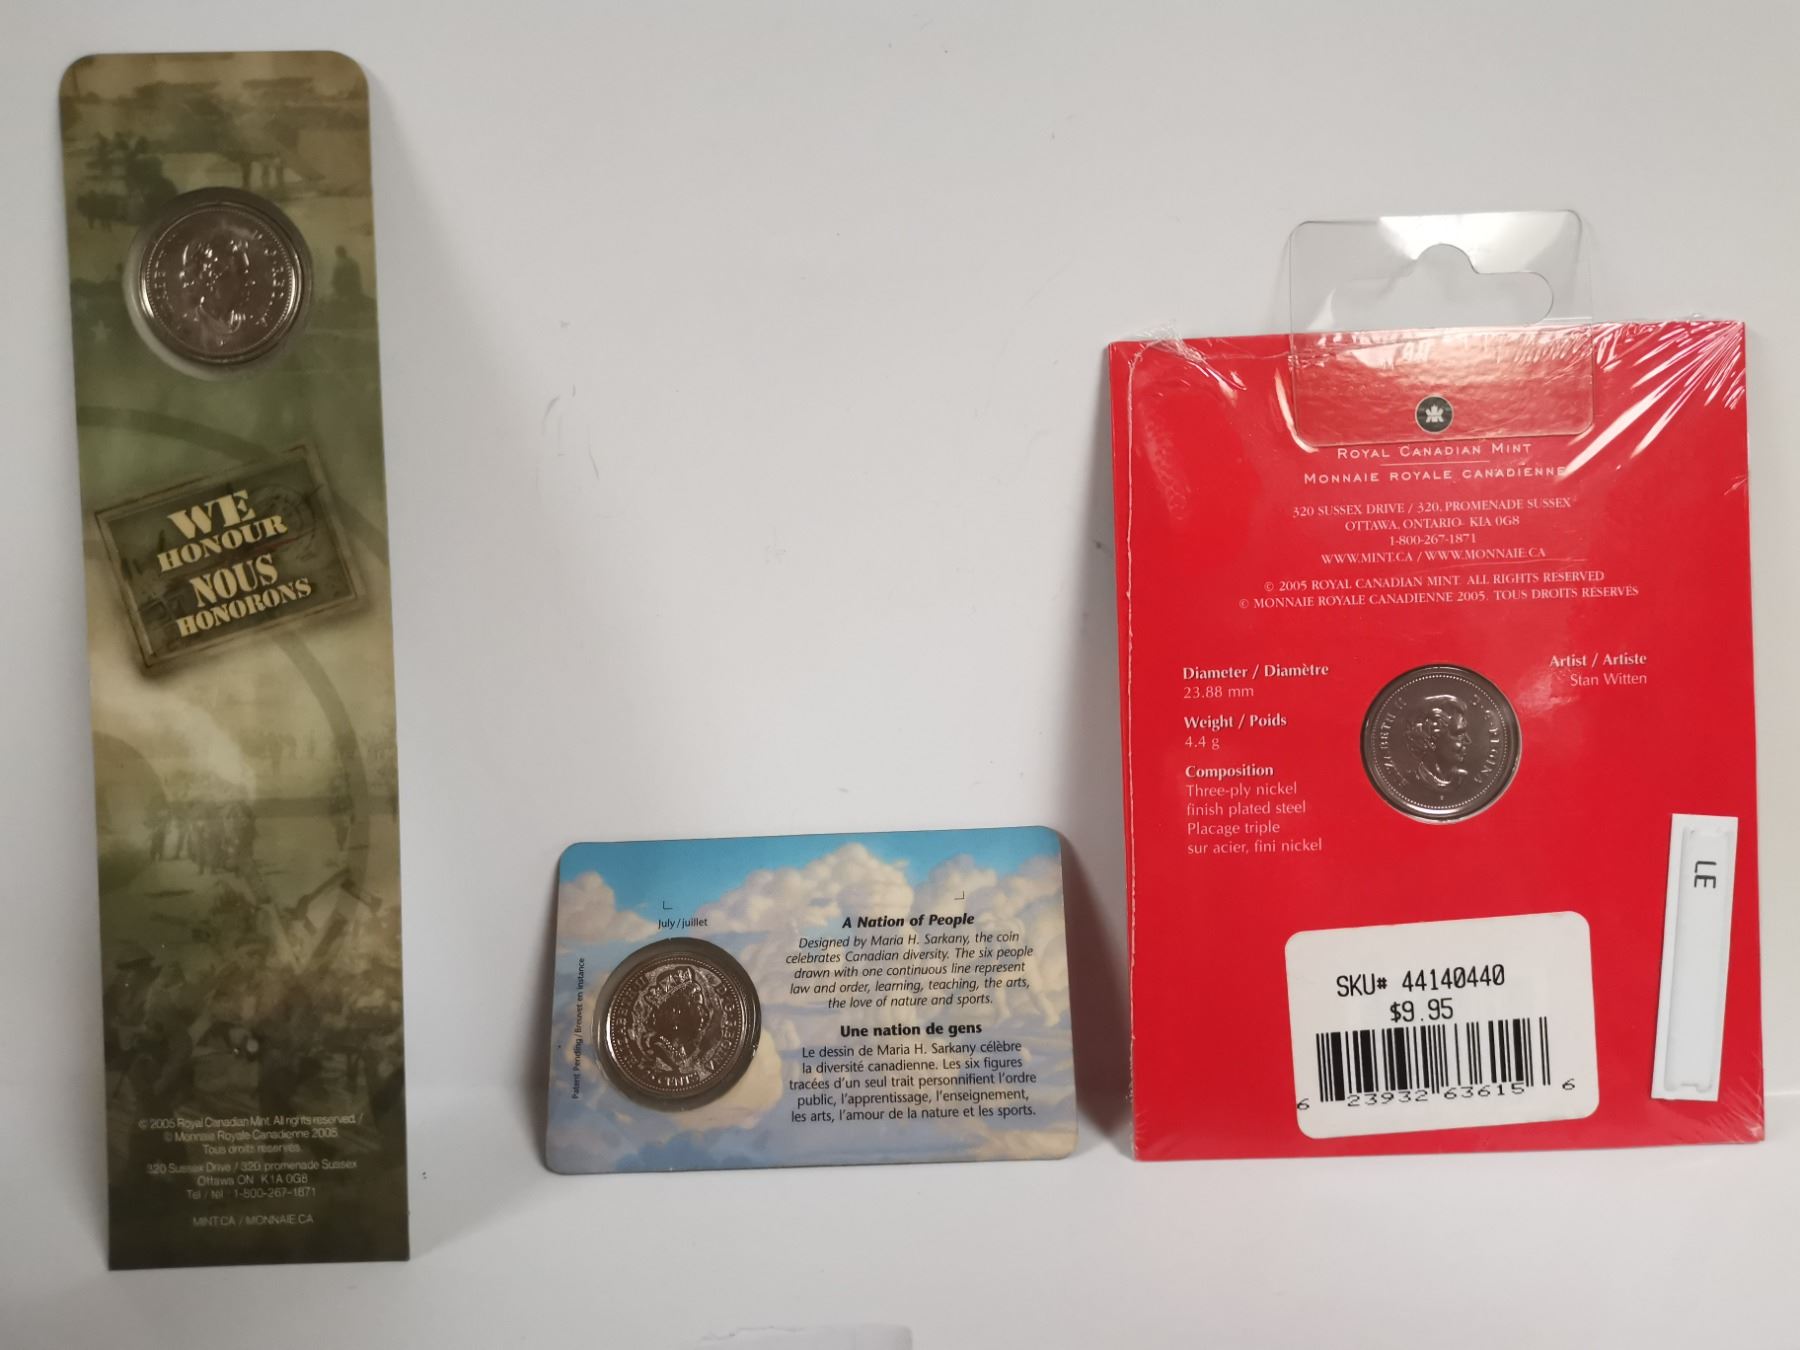 WE
HONOUR
NOUS
HONORONS
© 2005 Royal Canadian Mint. All rights reserved. /
© Monnaie Royale Canadienne 2005.
Tous droits réservés.
320 Sussex Drive / 320, promenade Sussex
Ottawa ON K1A 0G8
Tel / tél : 1-800-267-1871
MINT.CA / MONNAIE.CA
July/juillet
Patent Pending/Brevet en instance
A Nation of People
Designed by Maria H. Sarkany, the coin
celebrates Canadian diversity. The six people
drawn with one continuous line represent
law and order, learning, teaching, the arts,
the love of nature and sports.
Une nation de gens
Le dessin de Maria H. Sarkany célèbre
la diversité canadienne. Les six figures
tracées d'un seul trait personnifient l'ordre
public, l'apprentissage, l'enseignement,
les arts, l'amour de la nature et les sports.
CENTS
ROYAL CANADIAN MINT
MONNAIE ROYALE CANADIENNE
320 SUSSEX DRIVE / 320, PROMENADE SUSSEX
OTTAWA, ONTARIO K1A 0G8
1-800-267-1871
WWW.MINT.CA / WWW.MONNAIE.CA
© 2005 ROYAL CANADIAN MINT. ALL RIGHTS RESERVED
© MONNAIE ROYALE CANADIENNE 2005. TOUS DROITS RÉSERVÉS
Diameter / Diamètre
23.88 mm
Weight / Poids
4.4 g
Composition
Three-ply nickel
finish plated steel
Placage triple
sur acier, fini nickel
ELIZABETH II D·G·REGINA
Artist / Artiste
Stan Witten
LE
SKU# 44140440
$9.95
6 23932 63615 6